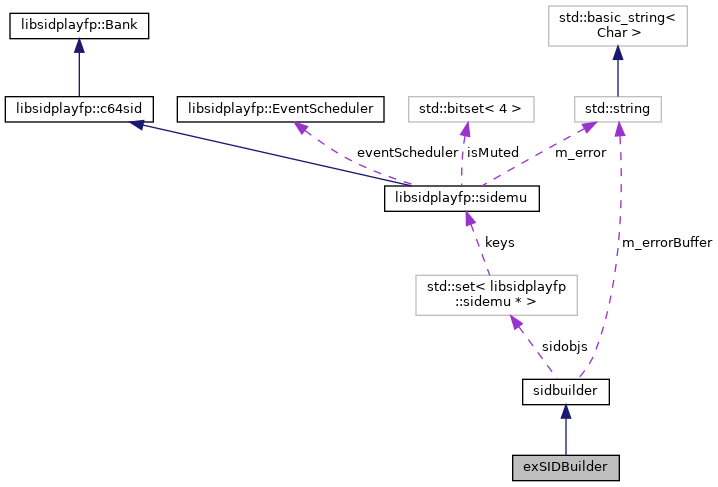 libsidplayfp::Bank
std::basic_string<
Char >
libsidplayfp::c64sid
libsidplayfp::EventScheduler
std::bitset< 4 >
std::string
eventScheduler
isMuted
m_error
libsidplayfp::sidemu
keys
m_errorBuffer
std::set< libsidplayfp
::sidemu * >
sidobjs
sidbuilder
exSIDBuilder